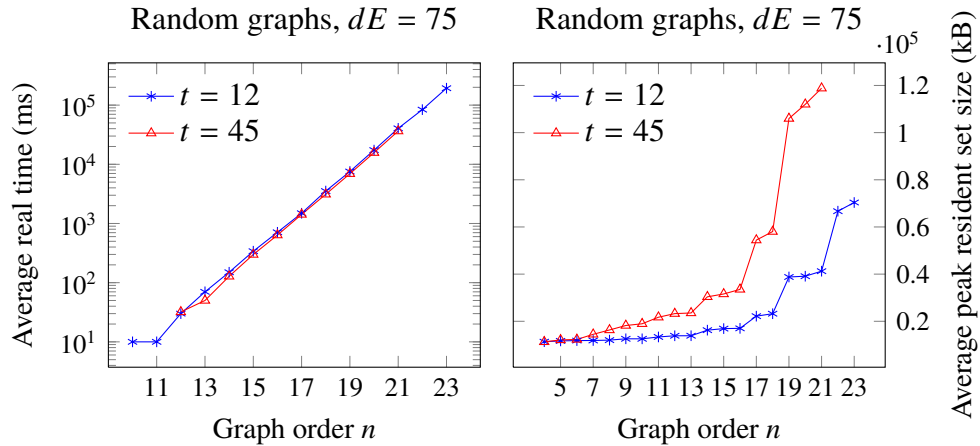 Random graphs, dE = 75
Average real time (ms)
10^5
10^4
10^3
10^2
10^1
t = 12
t = 45
11 13 15 17 19 21 23
Graph order n
Random graphs, dE = 75
·10^5
t = 12
t = 45
1.2
1
0.8
0.6
0.4
0.2
Average peak resident set size (kB)
5 7 9 11 13 15 17 19 21 23
Graph order n